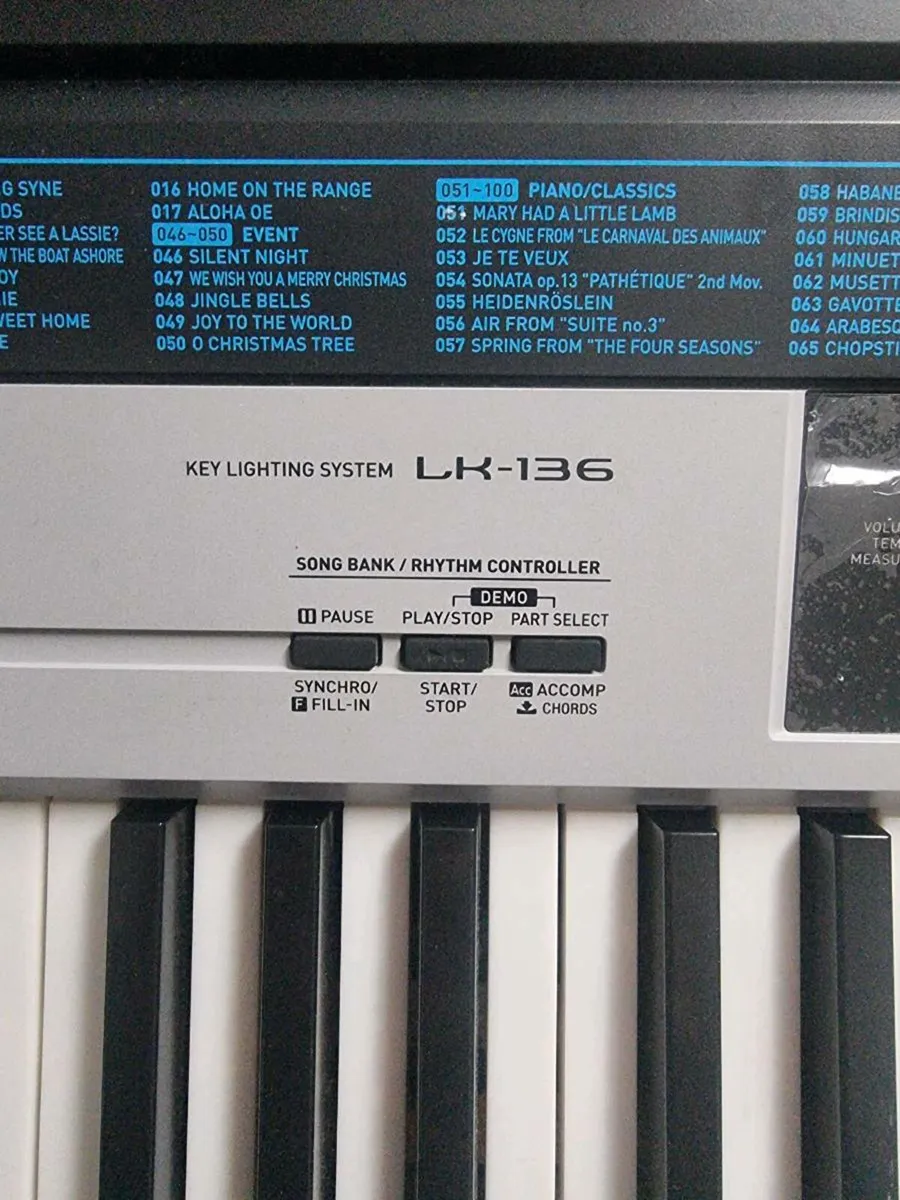 G SYNE
DS
ER SEE A LASSIE?
W THE BOAT ASHORE
OY
IE
WEET HOME
E
016 HOME ON THE RANGE
017 ALOHA OE
046~050 EVENT
046 SILENT NIGHT
047 WE WISH YOU A MERRY CHRISTMAS
048 JINGLE BELLS
049 JOY TO THE WORLD
050 O CHRISTMAS TREE
051~100 PIANO/CLASSICS
051 MARY HAD A LITTLE LAMB
052 LE CYGNE FROM "LE CARNAVAL DES ANIMAUX"
053 JE TE VEUX
054 SONATA op.13 "PATHÉTIQUE" 2nd Mov.
055 HEIDENRÖSLEIN
056 AIR FROM "SUITE no.3"
057 SPRING FROM "THE FOUR SEASONS"
058 HABANE
059 BRINDIS
060 HUNGAR
061 MINUET
062 MUSETT
063 GAVOTTE
064 ARABESQ
065 CHOPSTI
KEY LIGHTING SYSTEM LK-136
VOLU
TEM
MEASU
SONG BANK / RHYTHM CONTROLLER
DEMO
PAUSE PLAY/STOP PART SELECT
SYNCHRO/ START/ Acc ACCOMP
F FILL-IN STOP CHORDS